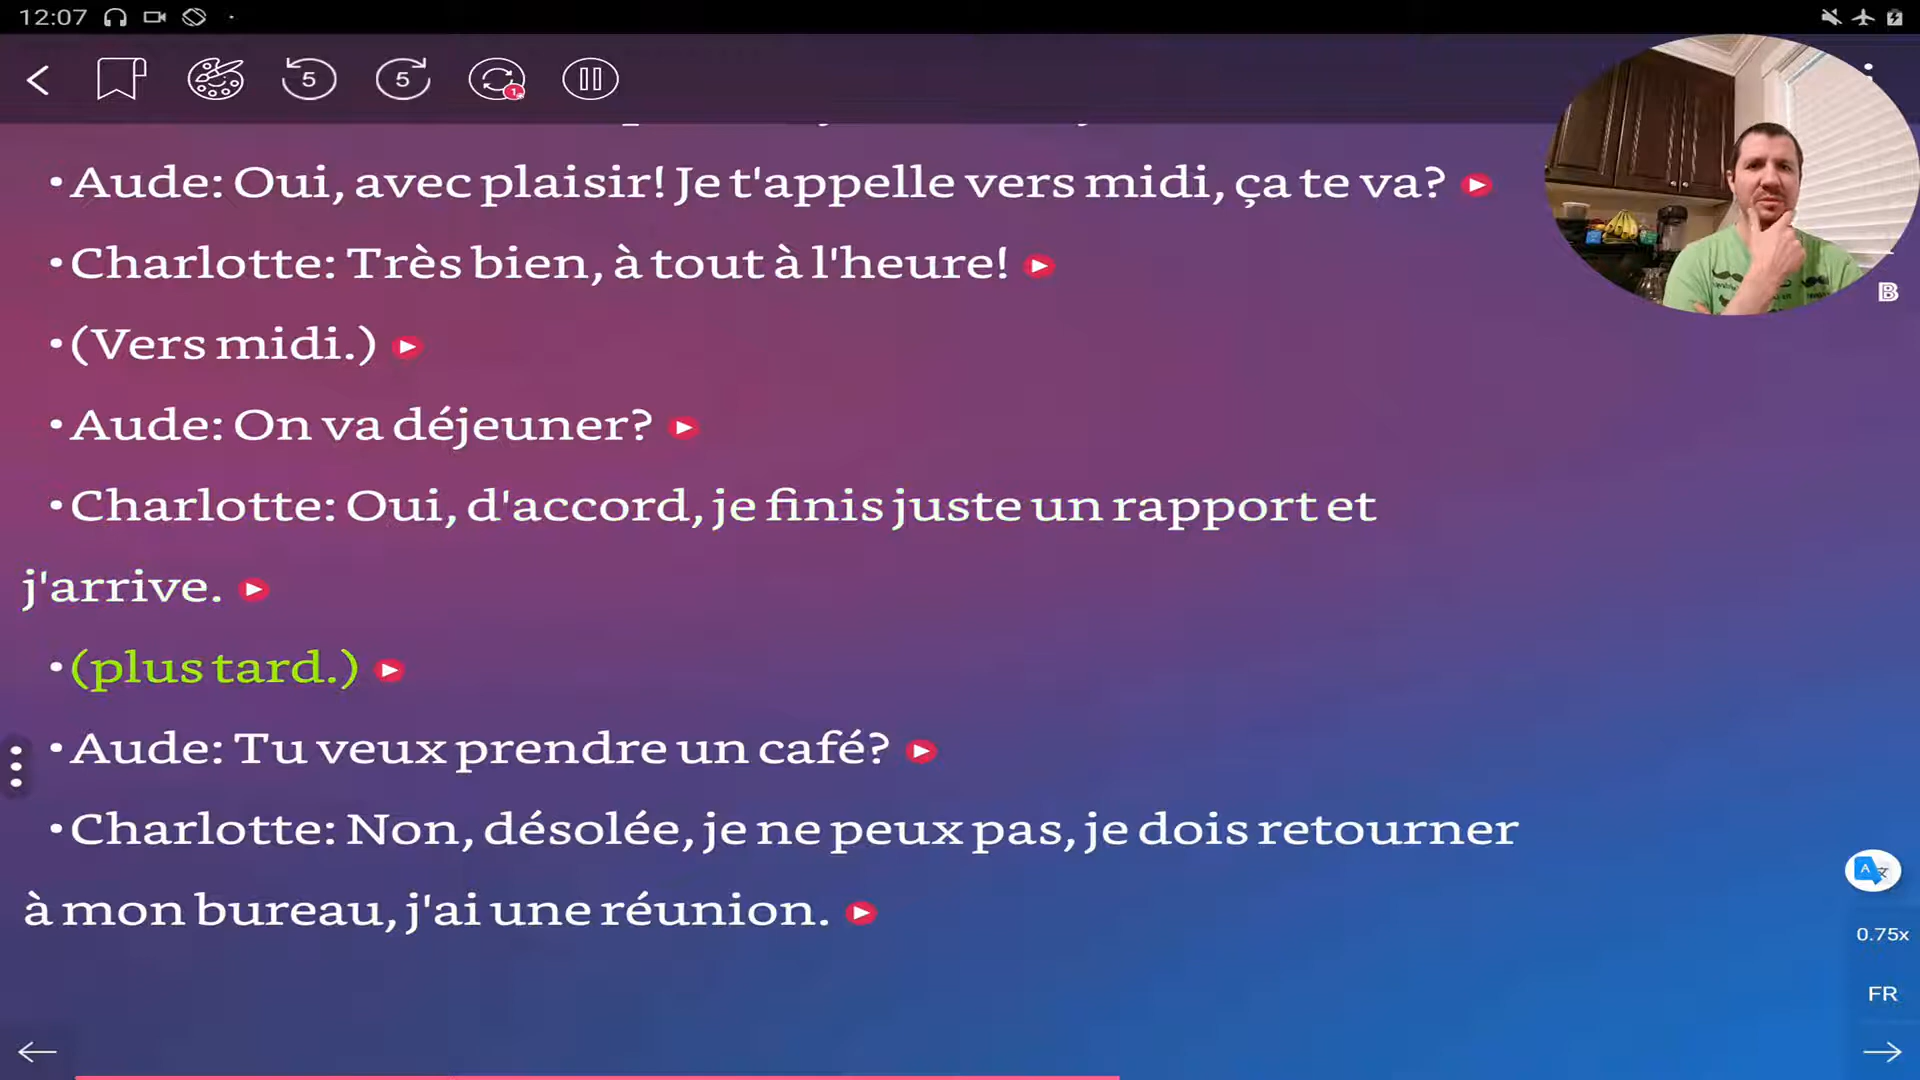 12:07
5 5 1
•Aude: Oui, avec plaisir! Je t'appelle vers midi, ça te va?
•Charlotte: Très bien, à tout à l'heure!
•(Vers midi.)
•Aude: On va déjeuner?
•Charlotte: Oui, d'accord, je finis juste un rapport et
j'arrive.
•(plus tard.)
•Aude: Tu veux prendre un café?
•Charlotte: Non, désolée, je ne peux pas, je dois retourner
à mon bureau, j'ai une réunion.
B
A
0.75x
FR